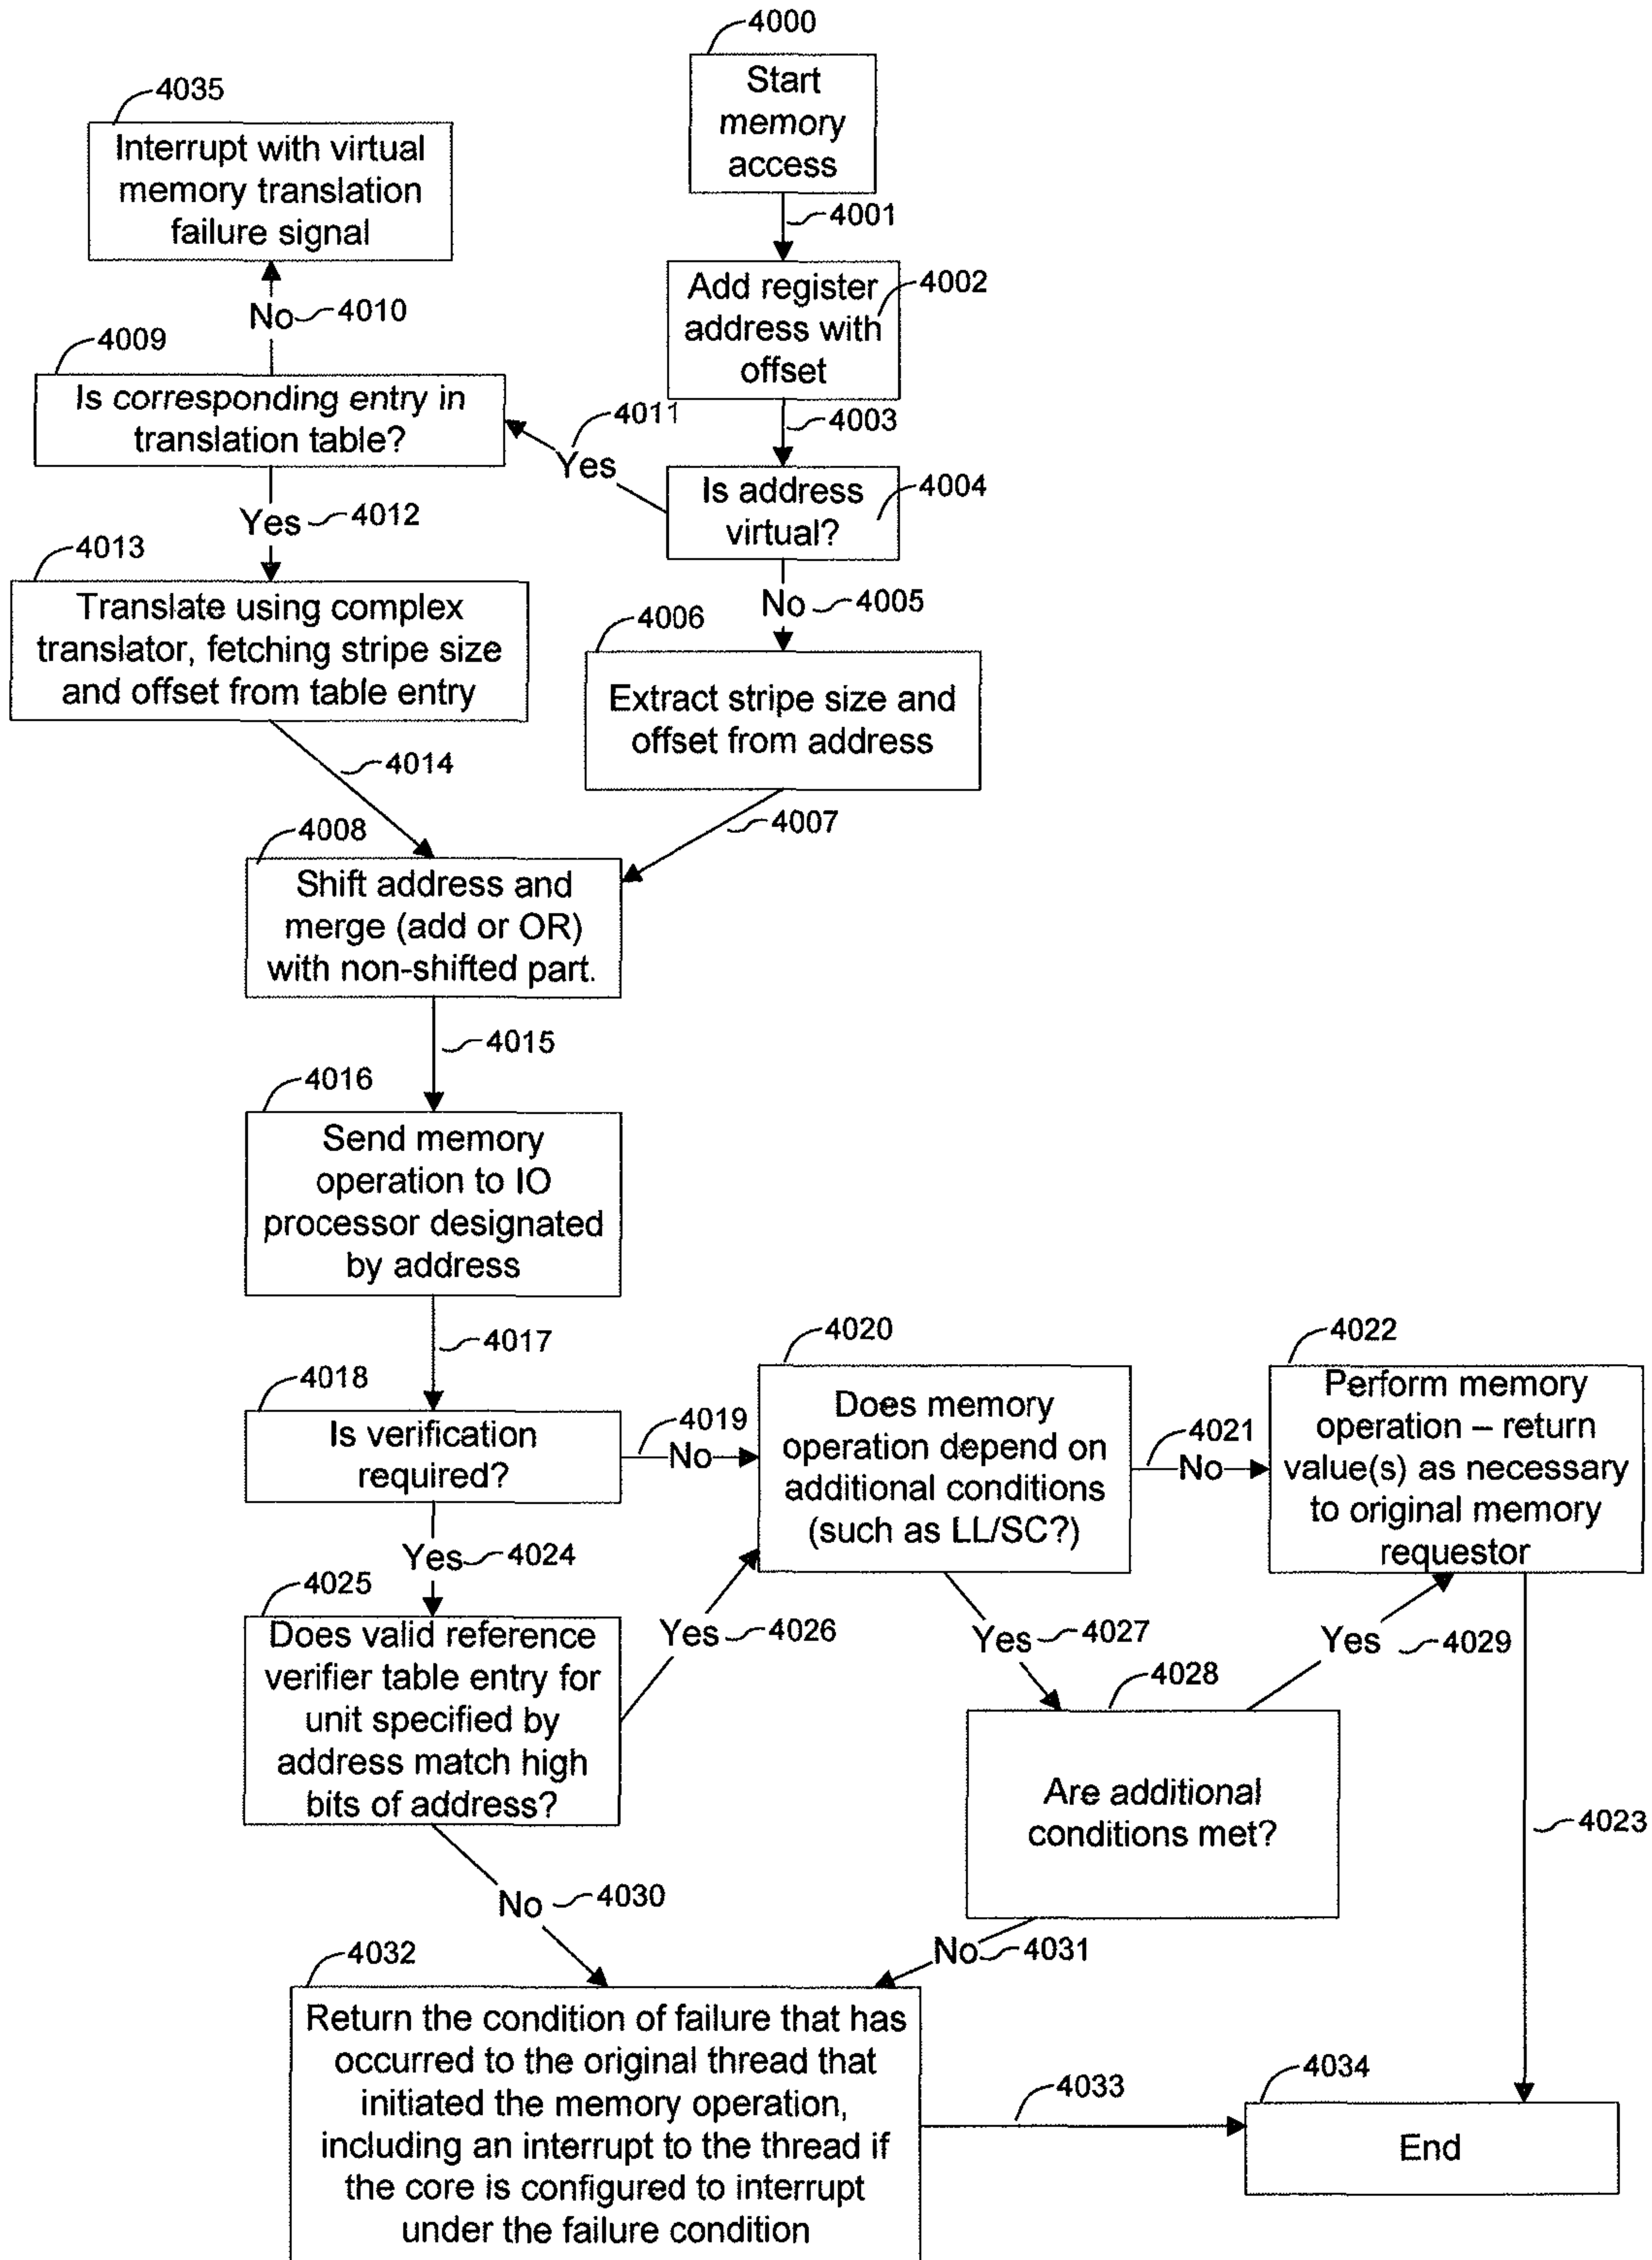 4000
Start
memory
access
4035
Interrupt with virtual
memory translation
failure signal
4001
Add register
address with
offset
4002
No 4010
4009
Is corresponding entry in
translation table?
4003
4011
Yes
Is address
virtual?
4004
Yes 4012
4013
Translate using complex
translator, fetching stripe size
and offset from table entry
No 4005
4006
Extract stripe size and
offset from address
4014
4007
4008
Shift address and
merge (add or OR)
with non-shifted part.
4015
4016
Send memory
operation to IO
processor designated
by address
4017
4018
Is verification
required?
4019
No
4020
Does memory
operation depend on
additional conditions
(such as LL/SC?)
4021
No
4022
Perform memory
operation – return
value(s) as necessary
to original memory
requestor
Yes 4024
4025
Does valid reference
verifier table entry for
unit specified by
address match high
bits of address?
Yes 4026
Yes 4027
Yes 4029
4028
Are additional
conditions met?
4023
No 4030
No 4031
4032
Return the condition of failure that has
occurred to the original thread that
initiated the memory operation,
including an interrupt to the thread if
the core is configured to interrupt
under the failure condition
4033
4034
End